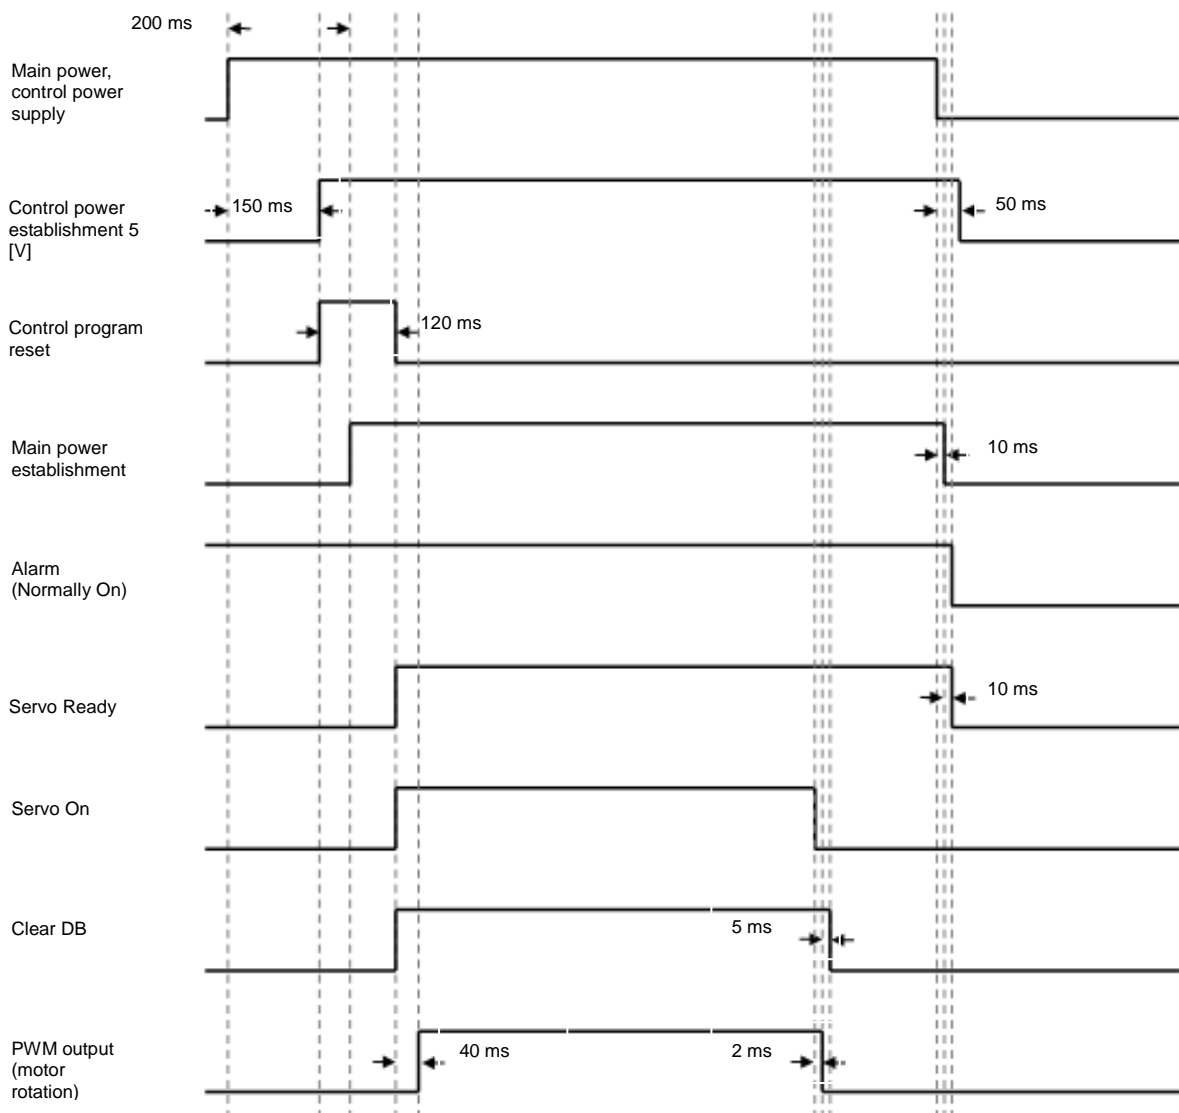 200 ms
Main power,
control power
supply
Control power
establishment 5
[V]
150 ms
50 ms
Control program
reset
120 ms
Main power
establishment
10 ms
Alarm
(Normally On)
Servo Ready
10 ms
Servo On
Clear DB
5 ms
PWM output
(motor
rotation)
40 ms
2 ms